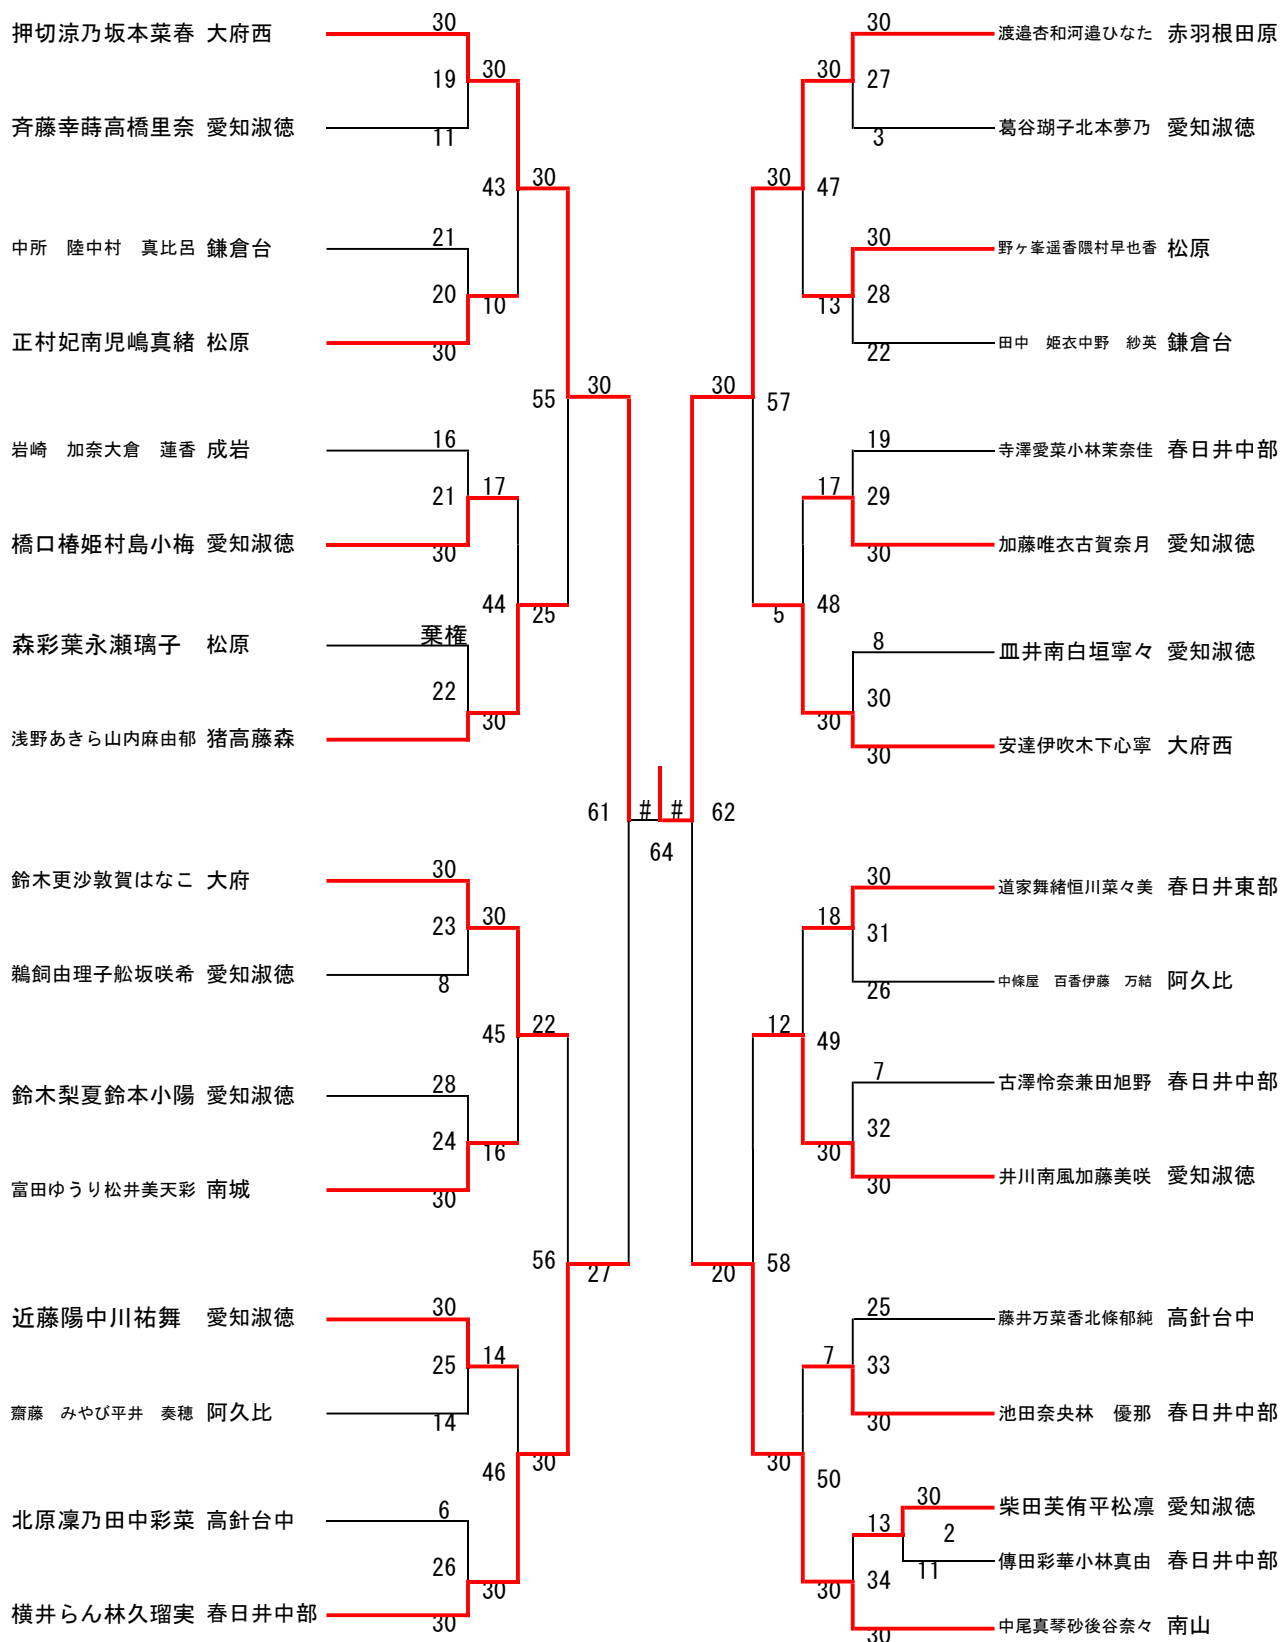 30
押切涼乃坂本菜春 大府西
19 30
斉藤幸蒔高橋里奈 愛知淑徳
11
43 30
21
中所　陸中村　真比呂 鎌倉台
20 10
正村妃南児嶋真緒 松原
30
55 30
16
岩崎　加奈大倉　蓮香 成岩
21 17
橋口椿姫村島小梅 愛知淑徳
30
44 25
棄権
森彩葉永瀬璃子 松原
22
30
浅野あきら山内麻由郁 猪高藤森
61 # # 62
64
30
鈴木更沙敦賀はなこ 大府
23 30
鵜飼由理子舩坂咲希 愛知淑徳
8
45 22
28
鈴木梨夏鈴本小陽 愛知淑徳
24 16
富田ゆうり松井美天彩 南城
30
56 27
30
近藤陽中川祐舞 愛知淑徳
25 14
齋藤　みやび平井　奏穂 阿久比
14
46 30
6
北原凜乃田中彩菜 高針台中
26
30
横井らん林久瑠実 春日井中部
30
30
渡邉杏和河邉ひなた 赤羽根田原
30 27
葛谷瑚子北本夢乃 愛知淑徳
3
30 47
30
野ヶ峯遥香隈村早也香 松原
13 28
田中　姫衣中野　紗英 鎌倉台
22
30 57
19
寺澤愛菜小林茉奈佳 春日井中部
17 29
加藤唯衣古賀奈月 愛知淑徳
30
5 48
8
皿井南白垣寧々 愛知淑徳
30
30
安達伊吹木下心寧 大府西
30
30
道家舞緒恒川菜々美 春日井東部
18 31
中條屋　百香伊藤　万結 阿久比
26
12 49
7
古澤怜奈兼田旭野 春日井中部
32
30
井川南風加藤美咲 愛知淑徳
30
20 58
25
藤井万菜香北條郁純 高針台中
7 33
池田奈央林　優那 春日井中部
30
30 50
30
柴田芙侑平松凛 愛知淑徳
13 2
傳田彩華小林真由 春日井中部
11
30 34
中尾真琴砂後谷奈々 南山
30